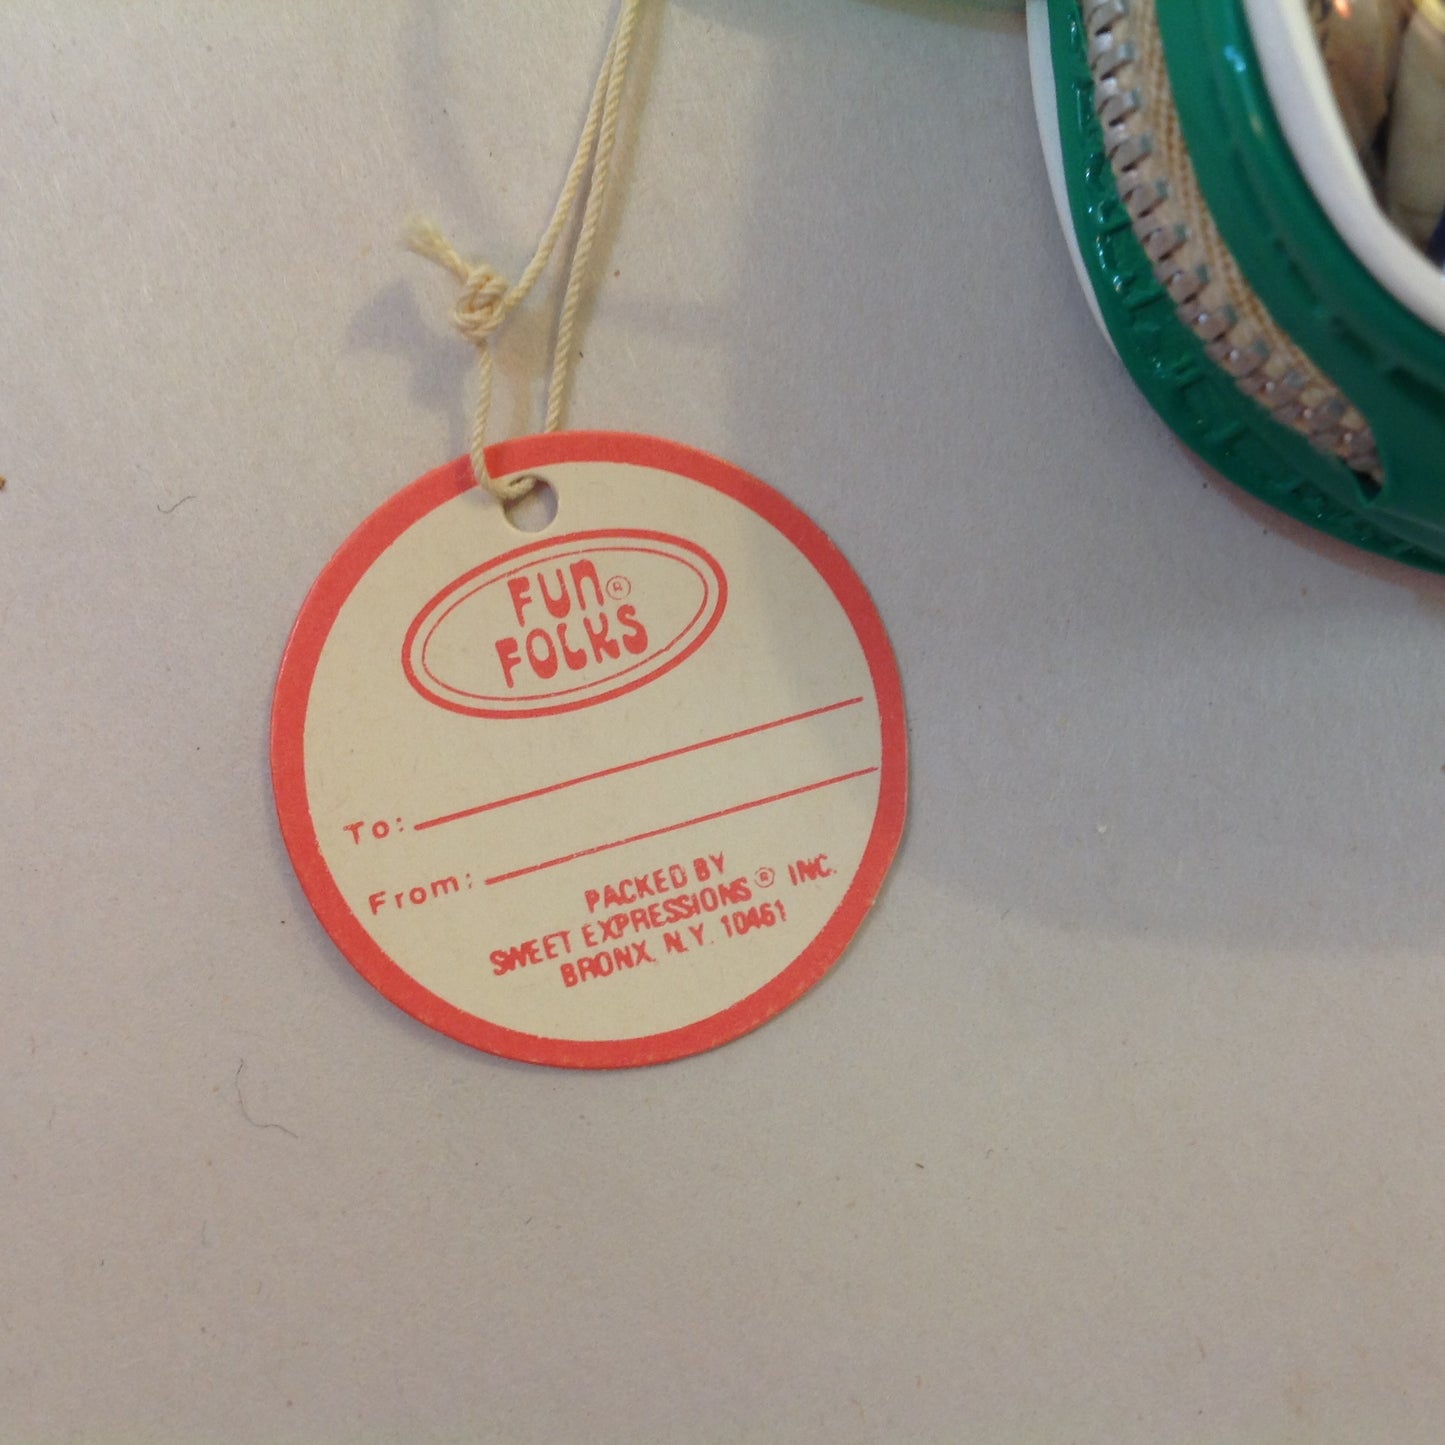 FUN®
FOLKS
To:
From:
PACKED BY
SWEET EXPRESSIONS® INC.
BRONX, N.Y. 10461